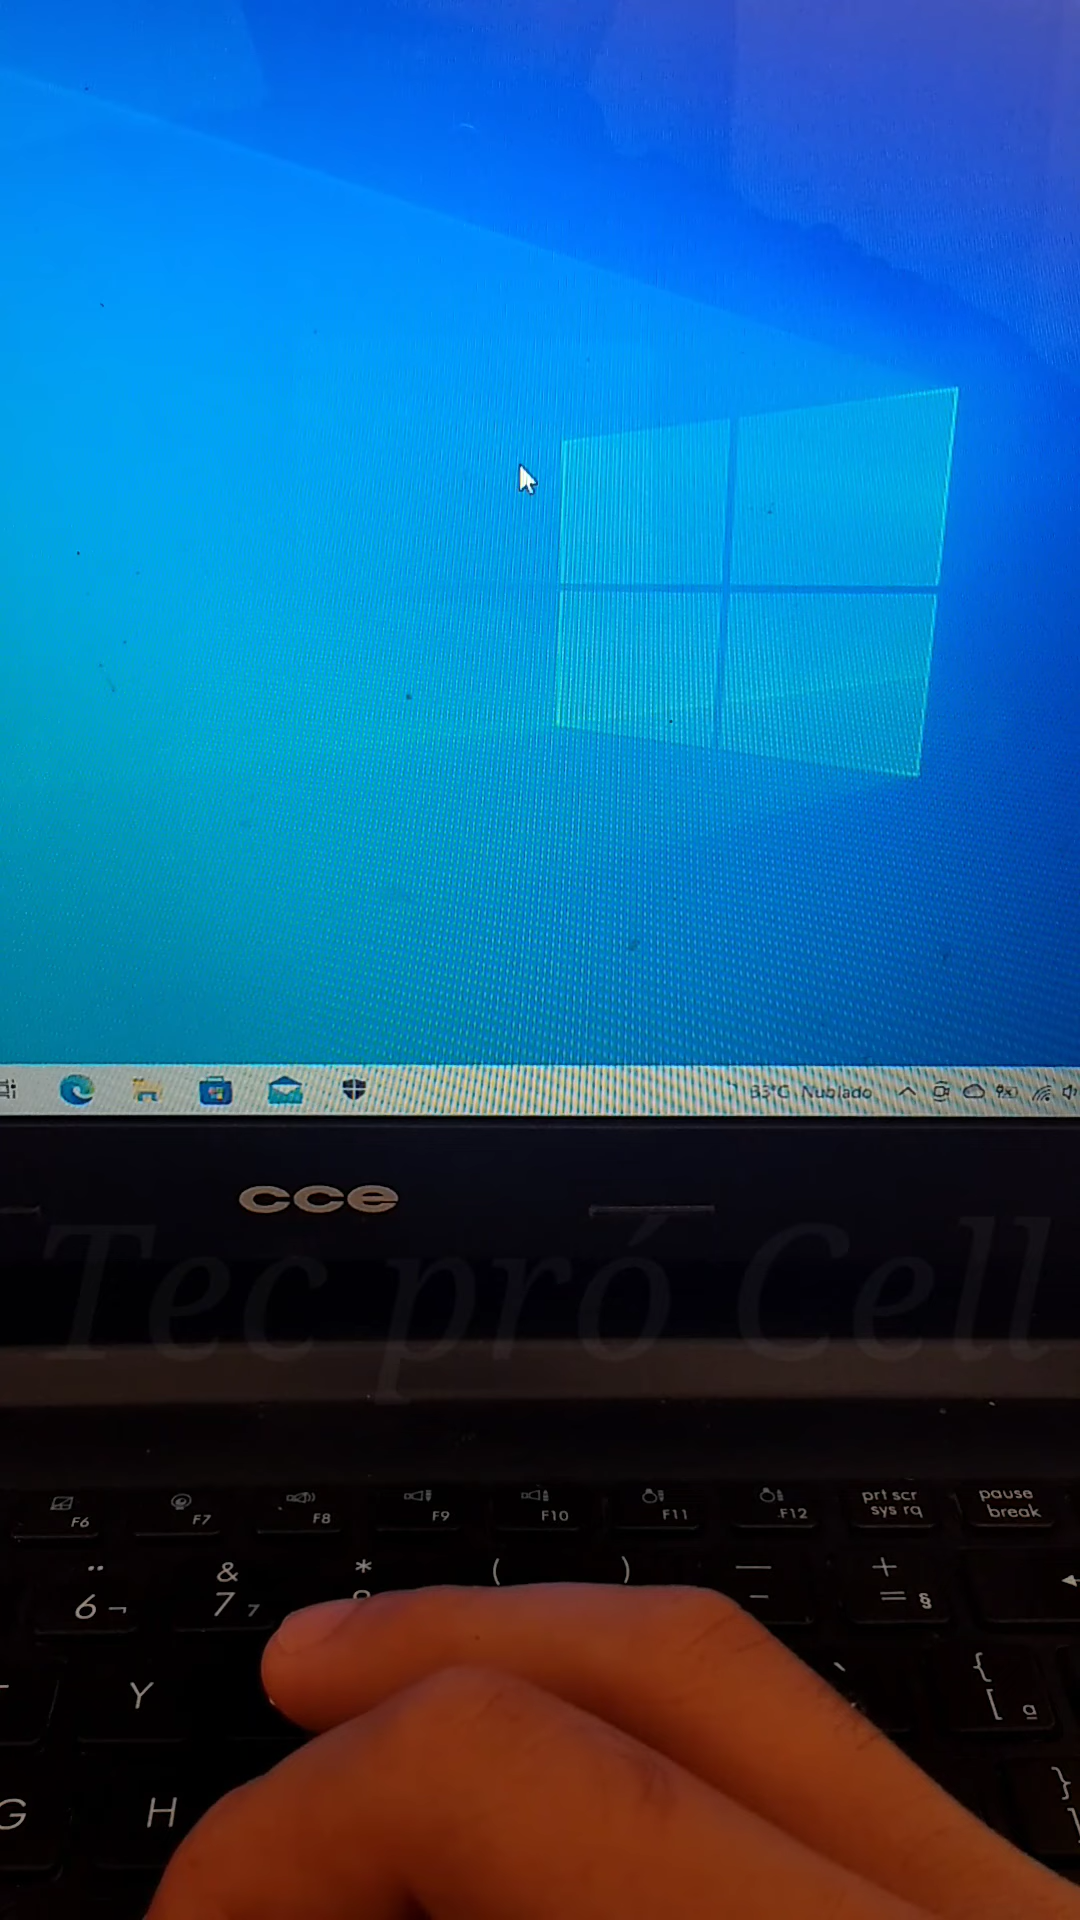 33°C Nublado
cce
Tec pró Cell
F6 F7 F8 F9 F10 F11 F12 prt scr sys rq pause break
¨ & * ( ) — +
6 ¬ 7 7 - = §
Y ` { [ ª
G H } ]